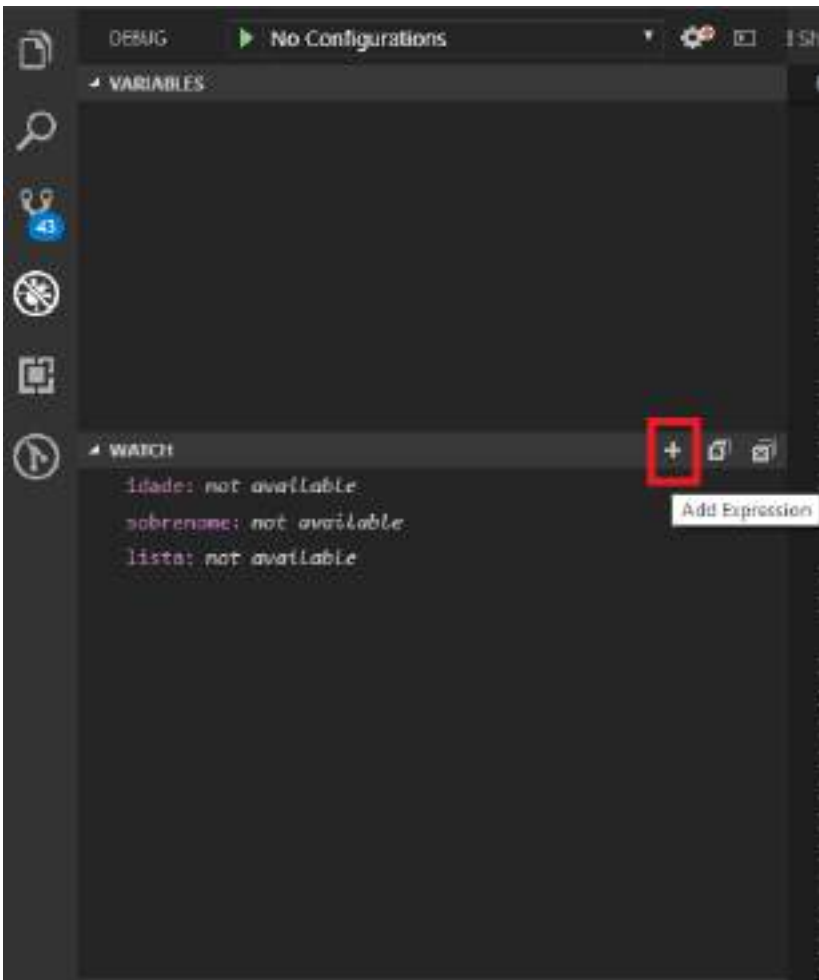 DEBUG No Configurations
VARIABLES
43
WATCH
idade: not available
Add Expression
sobrenome: not available
lista: not available